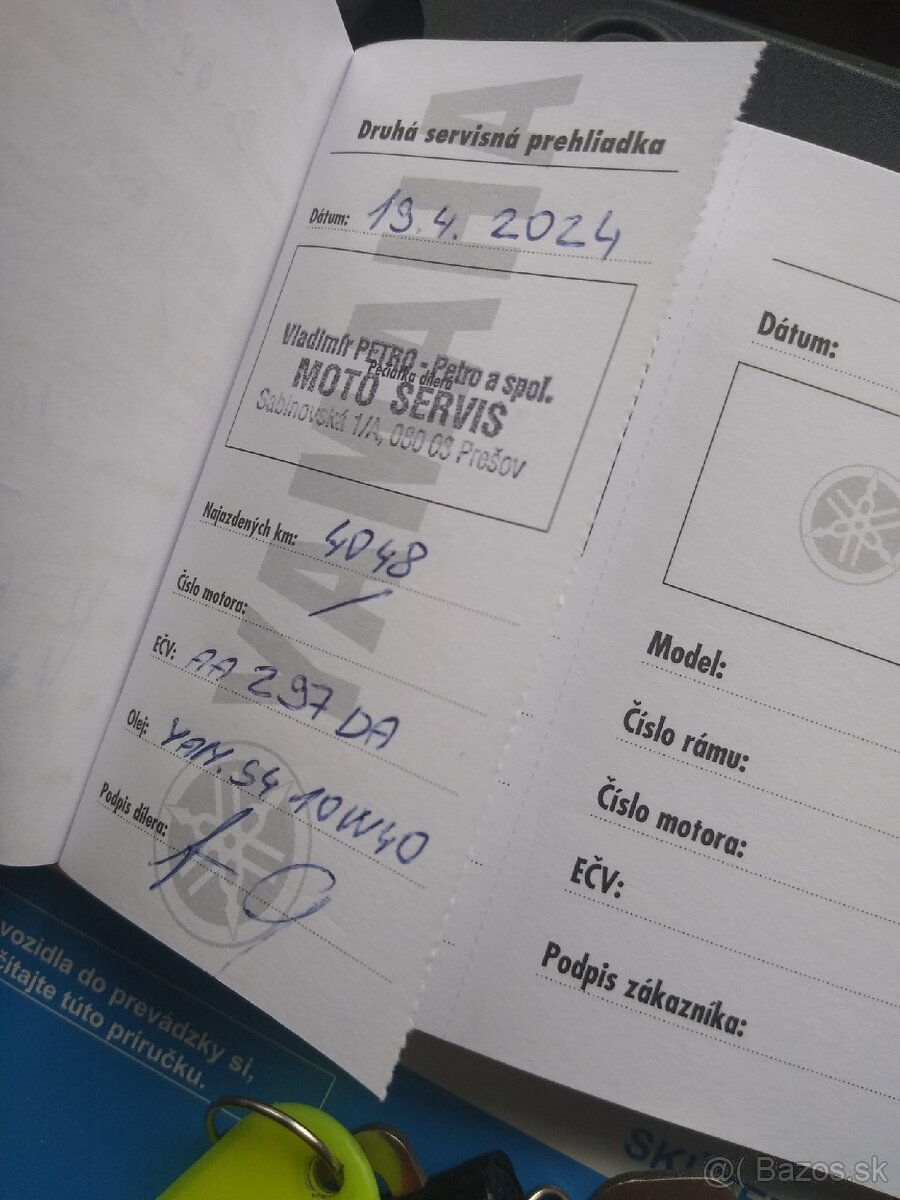 Druhá servisná prehliadka
Dátum: 19.4. 2024
YAMAHA
Vladimír PETRO - Petro a spol.
Pečiatka dílera
MOTO SERVIS
Sabinovská 1/A, 080 03 Prešov
Najazdených km: 4048
Číslo motora: /
EČV: AA 297 DA
Olej: YAM. S4 10W40
Podpis dílera:
Dátum:
Model:
Číslo rámu:
Číslo motora:
EČV:
Podpis zákazníka:
vozidla do prevádzky si,
čítajte túto príručku.
@( Bazos.sk